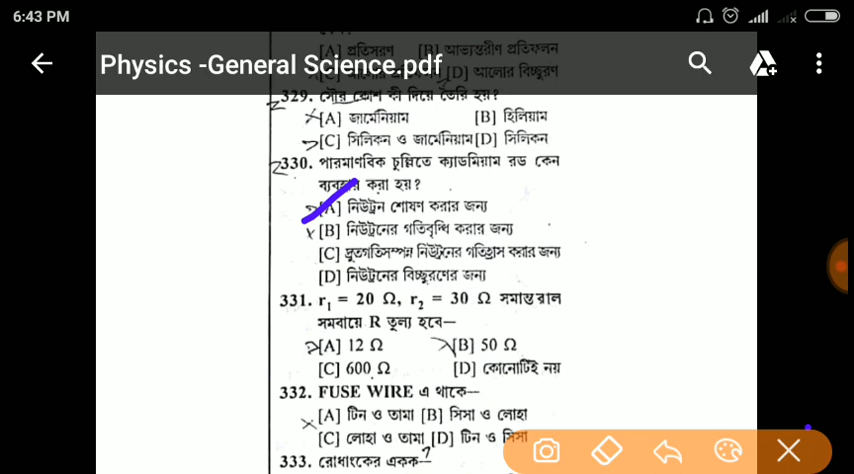 6:43 PM
Physics -General Science.pdf
[A] প্রতিসরণ [B] আভ্যন্তরীণ প্রতিফলন
[D] আলোর বিচ্ছুরণ
329. সৌর কোশ কী দিয়ে তৈরি হয়?
[A] জার্মেনিয়াম [B] হিলিয়াম
[C] সিলিকন ও জার্মেনিয়াম [D] সিলিকন
330. পারমাণবিক চুল্লিতে ক্যাডমিয়াম রড কেন
ব্যবহার করা হয়?
[A] নিউট্রন শোষণ করার জন্য
[B] নিউট্রনের গতিবৃদ্ধি করার জন্য
[C] দ্রুতগতিসম্পন্ন নিউট্রনের গতিহ্রাস করার জন্য
[D] নিউট্রনের বিচ্ছুরণের জন্য
331. r₁ = 20 Ω, r₂ = 30 Ω সমান্তরাল
সমবায়ে R তুল্য হবে—
[A] 12 Ω [B] 50 Ω
[C] 600 Ω [D] কোনোটিই নয়
332. FUSE WIRE এ থাকে—
[A] টিন ও তামা [B] সিসা ও লোহা
[C] লোহা ও তামা [D] টিন ও সিসা
333. রোধাংকের একক—?